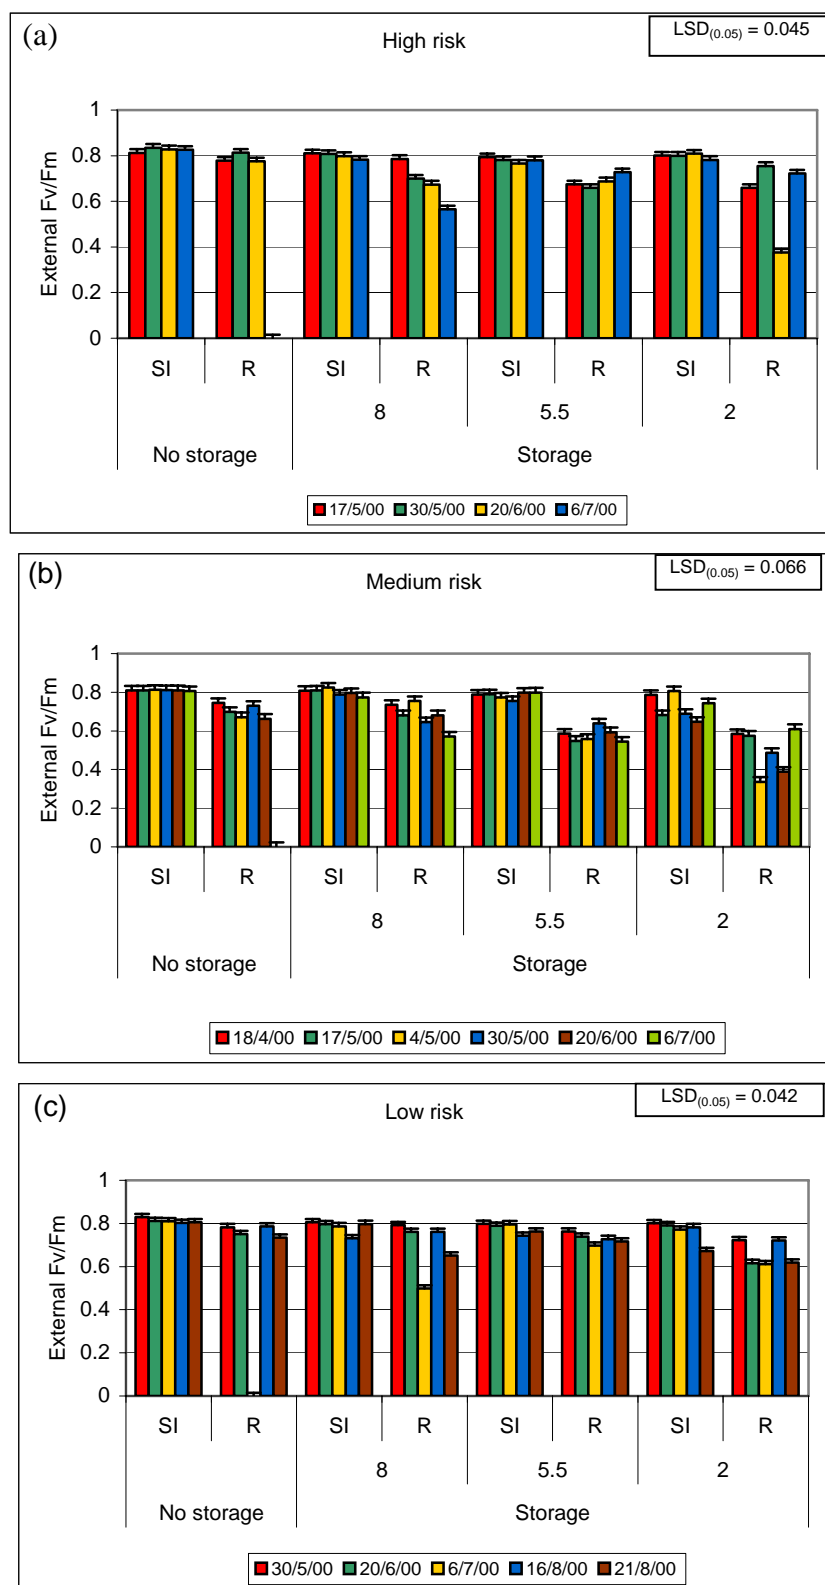 (a)
High risk
LSD(0.05) = 0.045
External Fv/Fm
1
0.8
0.6
0.4
0.2
0
SI R SI R SI R SI R
8 5.5 2
No storage Storage
17/5/00 30/5/00 20/6/00 6/7/00
(b)
Medium risk
LSD(0.05) = 0.066
External Fv/Fm
1
0.8
0.6
0.4
0.2
0
SI R SI R SI R SI R
8 5.5 2
No storage Storage
18/4/00 17/5/00 4/5/00 30/5/00 20/6/00 6/7/00
(c)
Low risk
LSD(0.05) = 0.042
External Fv/Fm
1
0.8
0.6
0.4
0.2
0
SI R SI R SI R SI R
8 5.5 2
No storage Storage
30/5/00 20/6/00 6/7/00 16/8/00 21/8/00